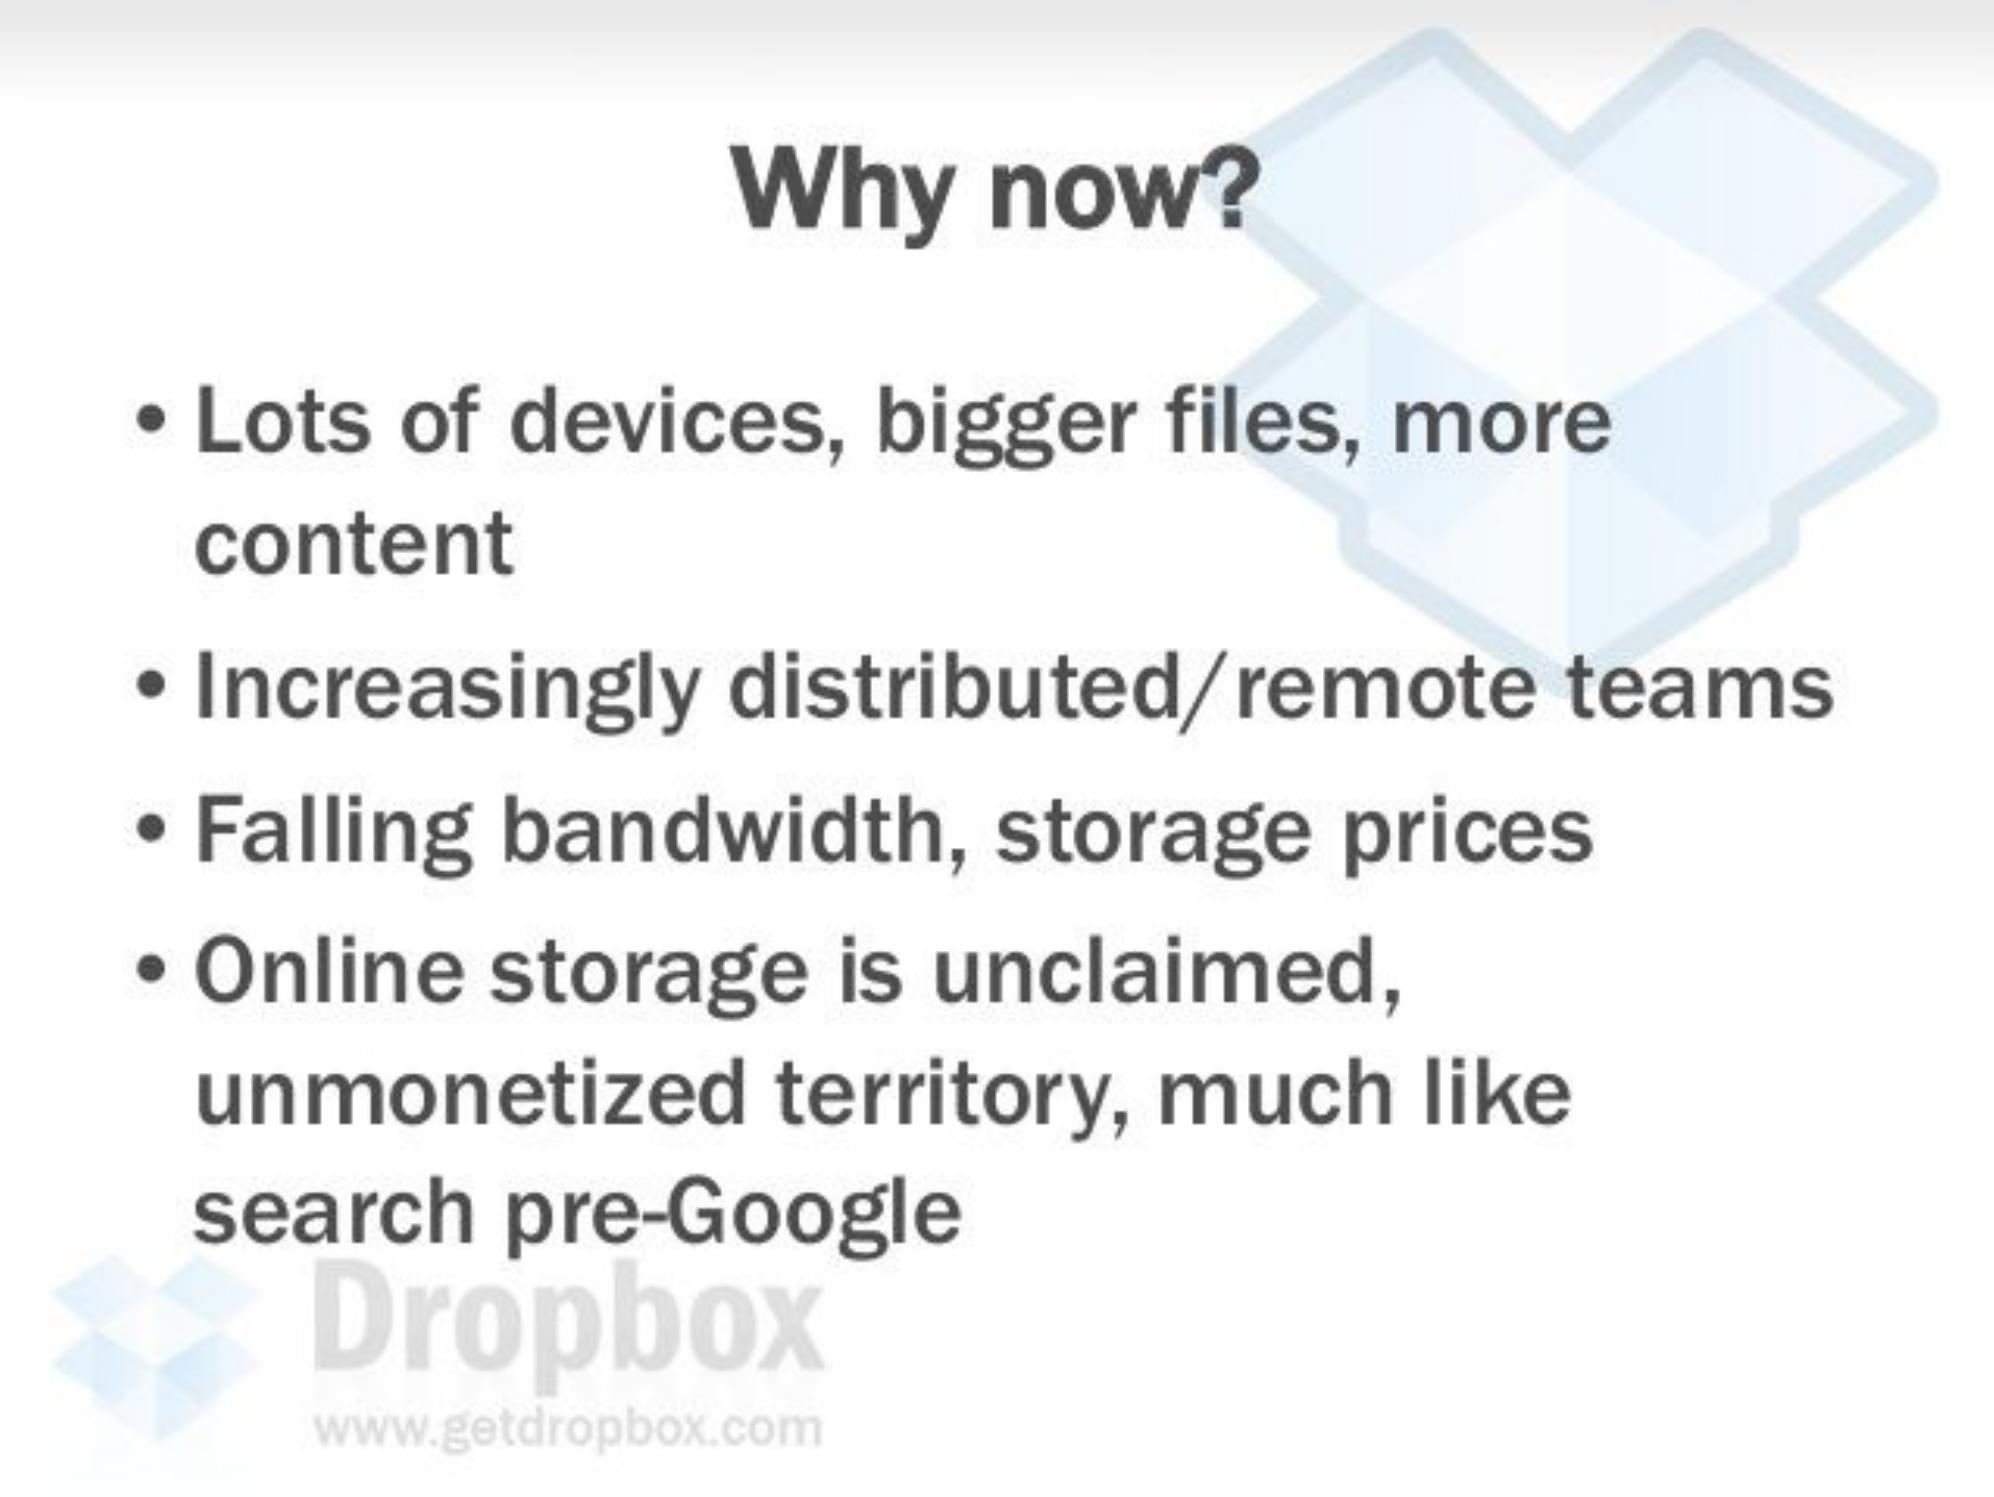 Why now?
• Lots of devices, bigger files, more
content
• Increasingly distributed/remote teams
• Falling bandwidth, storage prices
• Online storage is unclaimed,
unmonetized territory, much like
search pre-Google
Dropbox
www.getdropbox.com